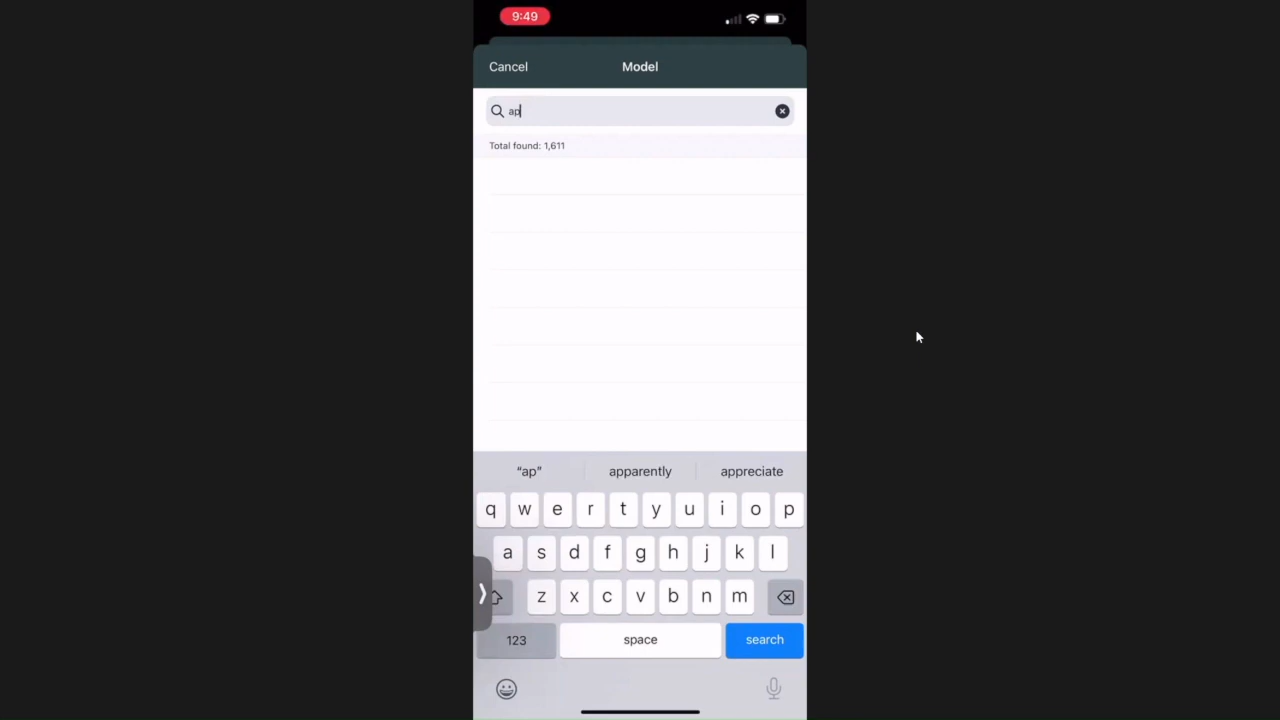 9:49
Cancel Model
ap
Total found: 1,611
"ap" apparently appreciate
q w e r t y u i o p
a s d f g h j k l
z x c v b n m
123 space search